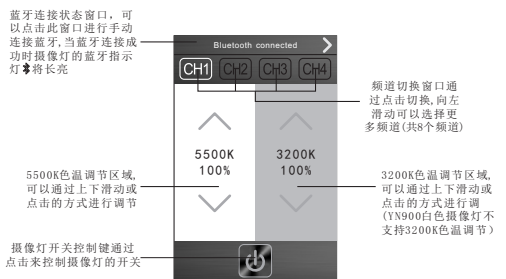 蓝牙连接状态窗口，可
以点击此窗口进行手动
连接蓝牙,当蓝牙连接成
功时摄像灯的蓝牙指示
灯将长亮
Bluetooth connected
CH1 CH2 CH3 CH4
频道切换窗口通
过点击切换,向左
滑动可以选择更
多频道(共8个频道)
5500K
100%
3200K
100%
5500K色温调节区域,
可以通过上下滑动或
点击的方式进行调节
3200K色温调节区域,
可以通过上下滑动或
点击的方式进行调
(YN900白色摄像灯不
支持3200K色温调节)
摄像灯开关控制键通过
点击来控制摄像灯的开关